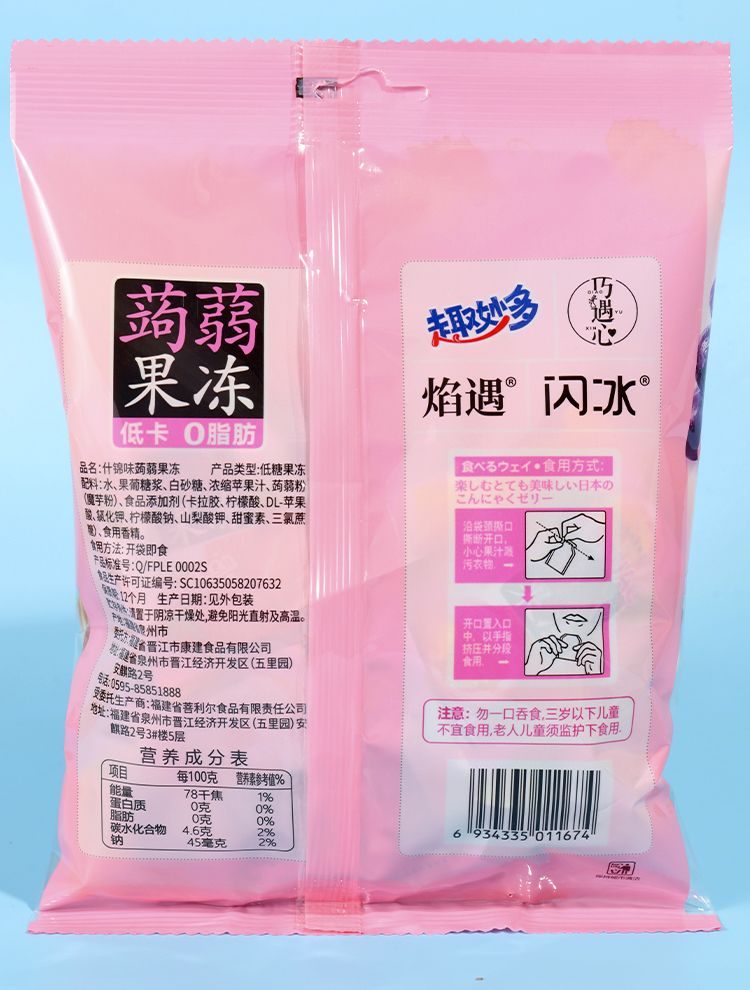 蒟蒻
果冻
低卡 0脂肪
品名:什锦味蒟蒻果冻 产品类型:低糖果冻
配料:水、果葡糖浆、白砂糖、浓缩苹果汁、蒟蒻粉
(魔芋粉)、食品添加剂(卡拉胶、柠檬酸、DL-苹果
酸、氯化钾、柠檬酸钠、山梨酸钾、甜蜜素、三氯蔗
糖)、食用香精。
食用方法: 开袋即食
产品标准号: Q/FPLE 0002S
食品生产许可证编号: SC10635058207632
保质期: 12个月 生产日期: 见外包装
贮存条件: 请置于阴凉干燥处,避免阳光直射及高温。
产地: 福建省泉州市
委托方: 福建省晋江市康建食品有限公司
地址: 福建省泉州市晋江经济开发区(五里园)
安麒路2号
电话: 0595-85851888
受委托生产商: 福建省菩利尔食品有限责任公司
地址: 福建省泉州市晋江经济开发区(五里园)安
麒路2号3#楼5层
营养成分表
项目 每100克 营养素参考值%
能量 78千焦 1%
蛋白质 0克 0%
脂肪 0克 0%
碳水化合物 4.6克 2%
钠 45毫克 2%
趣妙多
巧遇心
QIAO
YU
XIN
焰遇®
闪冰®
食べるウェイ•食用方式:
楽しむとても美味しい日本の
こんにゃくゼリー
沿袋颈撕口
撕断开口,
小心果汁溅
污衣物.
开口置入口
中, 以手指
挤压并分段
食用.
注意: 勿一口吞食,三岁以下儿童
不宜食用,老人儿童须监护下食用.
6 934335 011674